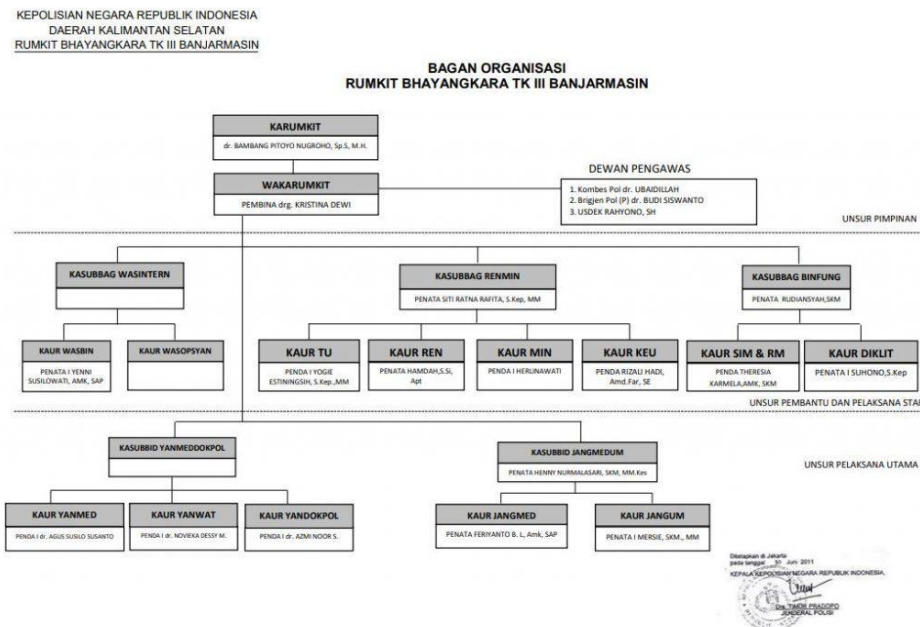 KEPOLISIAN NEGARA REPUBLIK INDONESIA
DAERAH KALIMANTAN SELATAN
RUMKIT BHAYANGKARA TK III BANJARMASIN
BAGAN ORGANISASI
RUMKIT BHAYANGKARA TK III BANJARMASIN
KARUMKIT
dr. BAMBANG PITOYO NUGROHO, Sp.S, M.H.
WAKARUMKIT
PEMBINA drg. KRISTINA DEWI
DEWAN PENGAWAS
1. Kombes Pol dr. UBAIDILLAH
2. Brigjen Pol (P) dr. BUDI SISWANTO
3. USDEK RAHYONO, SH
UNSUR PIMPINAN
KASUBBAG WASINTERN
KASUBBAG RENMIN
PENATA SITI RATNA RAFITA, S.Kep, MM
KASUBBAG BINFUNG
PENATA RUDIANSYAH,SKM
KAUR WASBIN
PENATA I YENNI
SUSILOWATI, AMK, SAP
KAUR WASOPSYAN
KAUR TU
PENDA I YOGIE
ESTININGSIH, S.Kep.,MM
KAUR REN
PENATA HAMDAH,S.Si,
Apt
KAUR MIN
PENDA I HERLINAWATI
KAUR KEU
PENDA RIZALI HADI,
Amd.Far, SE
KAUR SIM & RM
PENDA THERESIA
KARMELA,AMK, SKM
KAUR DIKLIT
PENATA I SUHONO,S.Kep
UNSUR PEMBANTU DAN PELAKSANA STAF
KASUBBID YANMEDDOKPOL
KASUBBID JANGMEDUM
PENATA HENNY NURMALASARI, SKM, MM.Kes
UNSUR PELAKSANA UTAMA
KAUR YANMED
PENDA I dr. AGUS SUSILO SUSANTO
KAUR YANWAT
PENDA I dr. NOVIEKA DESSY M.
KAUR YANDOKPOL
PENDA I dr. AZMI NOOR S.
KAUR JANGMED
PENATA FERIYANTO B. L, Amk, SAP
KAUR JANGUM
PENATA I MERSIE, SKM., MM
Ditetapkan di Jakarta
pada tanggal 30 Juni 2011
KEPALA KEPOLISIAN NEGARA REPUBLIK INDONESIA,
Drs. TIMUR PRADOPO
JENDERAL POLISI